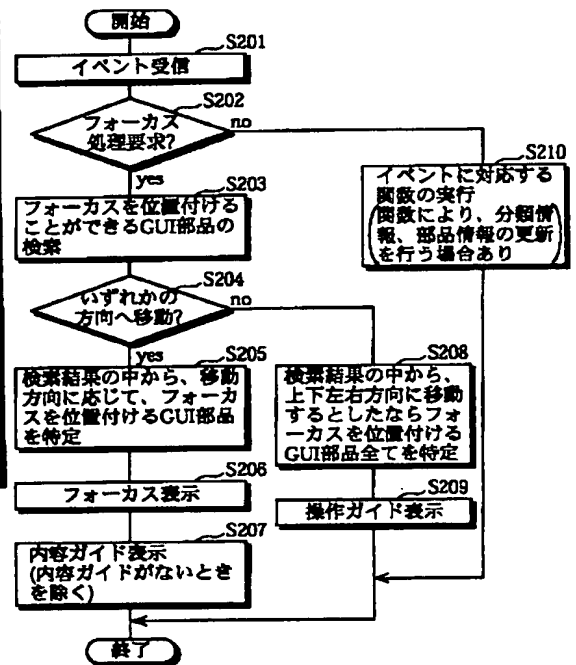 開始
S201
イベント受信
S202
フォーカス
処理要求?
no
yes
S203
フォーカスを位置付ける
ことができるGUI部品の
検索
S204
いずれかの
方向へ移動?
no
yes
S205
検索結果の中から、移動
方向に応じて、フォーカ
スを位置付けるGUI部品
を特定
S206
フォーカス表示
S207
内容ガイド表示
(内容ガイドがないとき
を除く)
終了
S208
検索結果の中から、
上下左右方向に移動
するとしたならフォ
ーカスを位置付ける
GUI部品全てを特定
S209
操作ガイド表示
S210
イベントに対応する
関数の実行
(関数により、分類情
報、部品情報の更新
を行う場合あり)